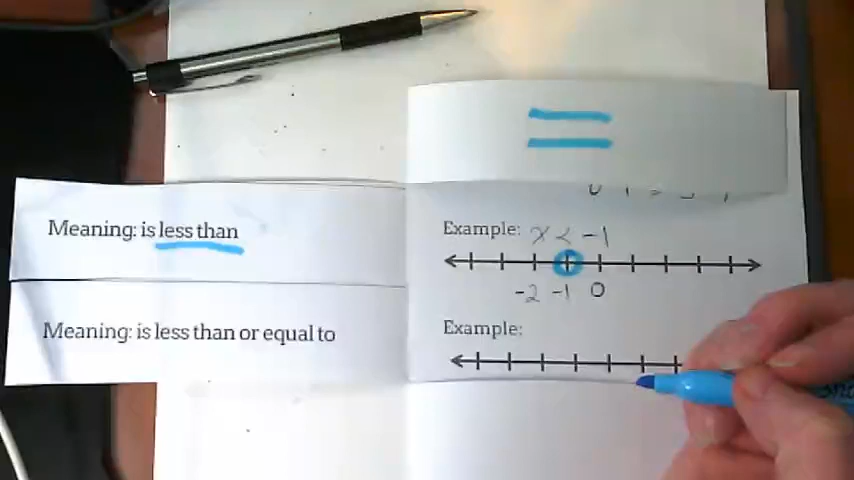 =
Meaning: is less than
Example: x < -1
-2 -1 0
Meaning: is less than or equal to
Example: